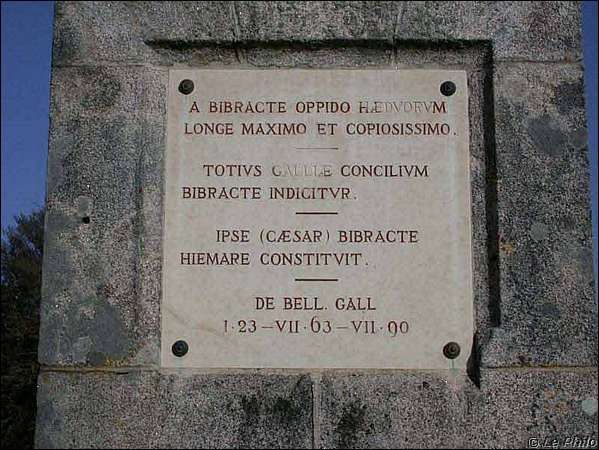 A BIBRACTE OPPIDO HÆDVORVM
LONGE MAXIMO ET COPIOSISSIMO.
TOTIVS GALLIÆ CONCILIVM
BIBRACTE INDICITVR.
IPSE (CÆSAR) BIBRACTE
HIEMARE CONSTITVIT.
DE BELL. GALL
I·23–VII·63–VII·90
© Le Philo